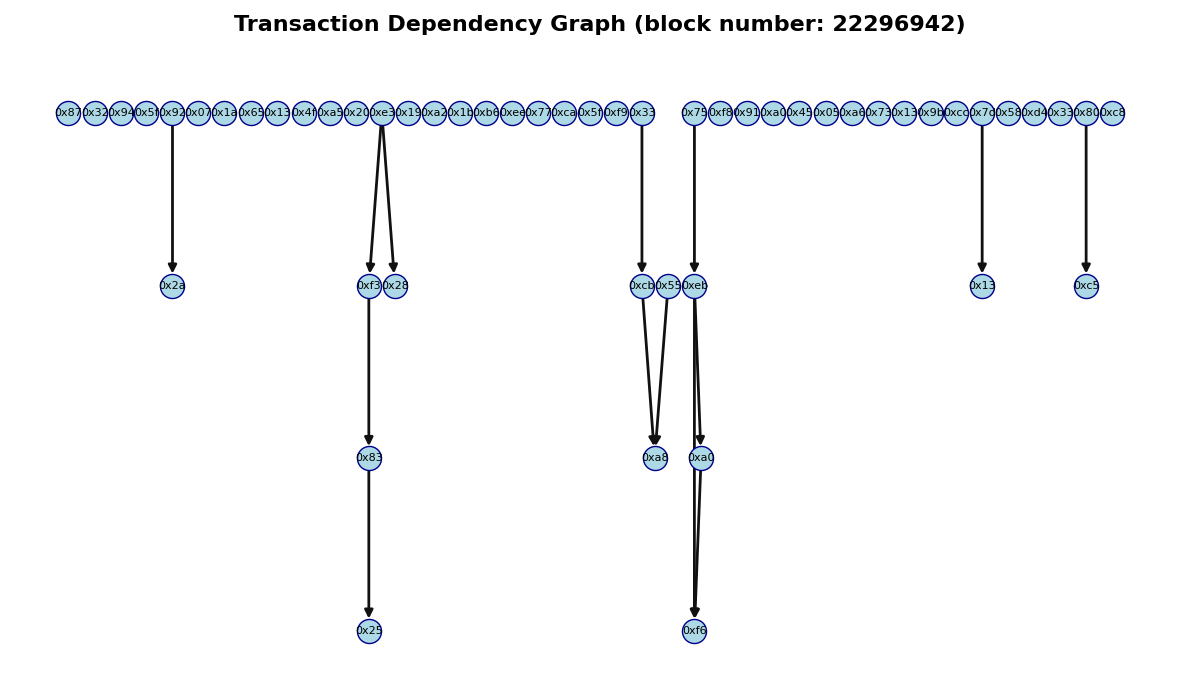 Transaction Dependency Graph (block number: 22296942)
0x87 0x32 0x94 0x5f 0x92 0x07 0x1a 0x65 0x13 0x4f 0xa5 0x20 0xe3 0x19 0xa2 0x1b 0xb6 0xee 0x77 0xca 0x5f 0xf9 0x33 0x75 0xf8 0x91 0xa0 0x45 0x05 0xa6 0x73 0x13 0x9b 0xcc 0x7d 0x58 0xd4 0x33 0x80 0xc8
0x2a 0xf3 0x28 0xcb 0x55 0xeb 0x13 0xc5
0x83 0xa8 0xa0
0x25 0xf6